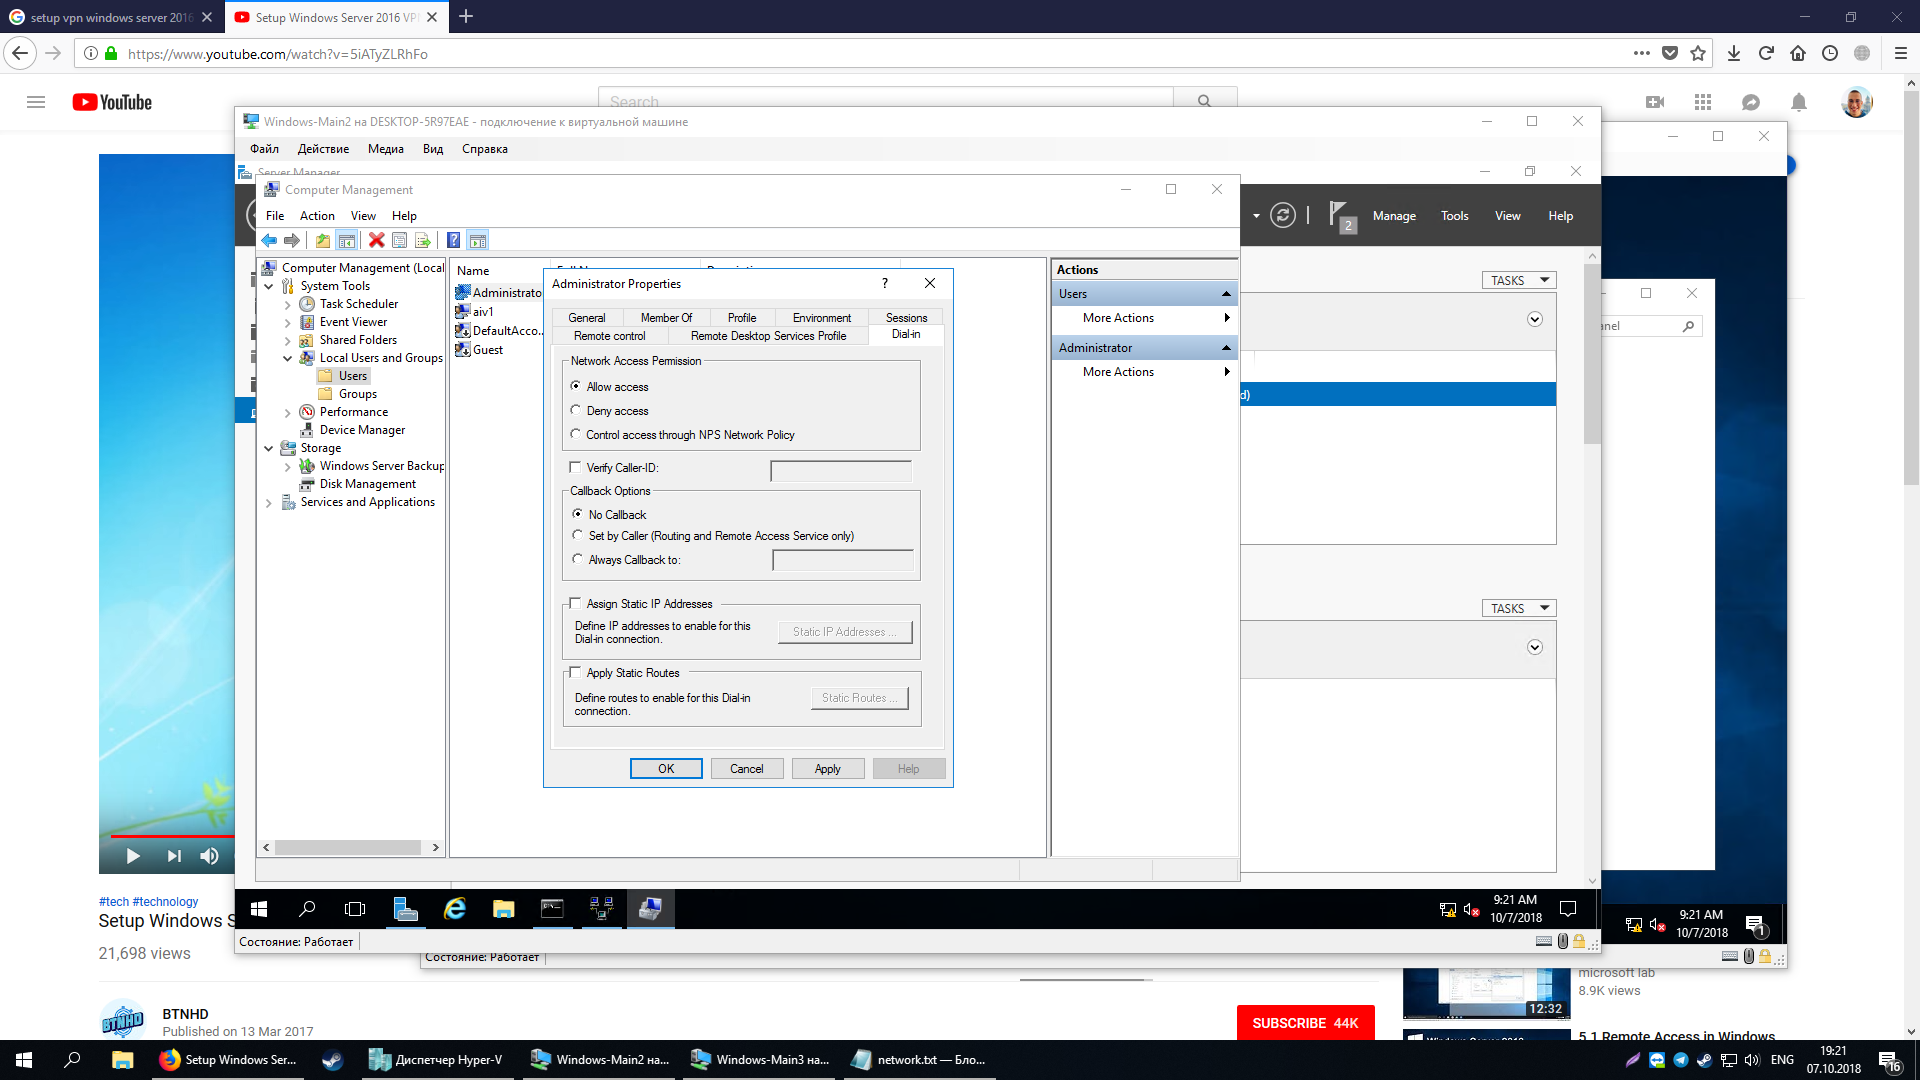 setup vpn windows server 2016
Setup Windows Server 2016 VPN
https://www.youtube.com/watch?v=5iATyZLRhFo
YouTube
Search
Windows-Main2 на DESKTOP-5R97EAE - подключение к виртуальной машине
Файл Действие Медиа Вид Справка
Server Manager
Computer Management
File Action View Help
2
Manage Tools View Help
Computer Management (Local
System Tools
Task Scheduler
Event Viewer
Shared Folders
Local Users and Groups
Users
Groups
Performance
Device Manager
Storage
Windows Server Backup
Disk Management
Services and Applications
Name
Administrato
aiv1
DefaultAcco...
Guest
Administrator Properties
?
General Member Of Profile Environment Sessions
Remote control Remote Desktop Services Profile Dial-in
Network Access Permission
Allow access
Deny access
Control access through NPS Network Policy
Verify Caller-ID:
Callback Options
No Callback
Set by Caller (Routing and Remote Access Service only)
Always Callback to:
Assign Static IP Addresses
Define IP addresses to enable for this
Dial-in connection.
Static IP Addresses ...
Apply Static Routes
Define routes to enable for this Dial-in
connection.
Static Routes ...
OK Cancel Apply Help
Actions
Users
More Actions
Administrator
More Actions
TASKS
d)
TASKS
anel
9:21 AM
10/7/2018
Состояние: Работает
9:21 AM
10/7/2018
1
Состояние: Работает
#tech #technology
Setup Windows S
21,698 views
BTNHD
BTNHD
Published on 13 Mar 2017
SUBSCRIBE 44K
microsoft lab
8.9K views
12:32
5.1 Remote Access in Windows
Setup Windows Ser...
Диспетчер Hyper-V
Windows-Main2 на...
Windows-Main3 на...
network.txt — Бло...
ENG
19:21
07.10.2018
16